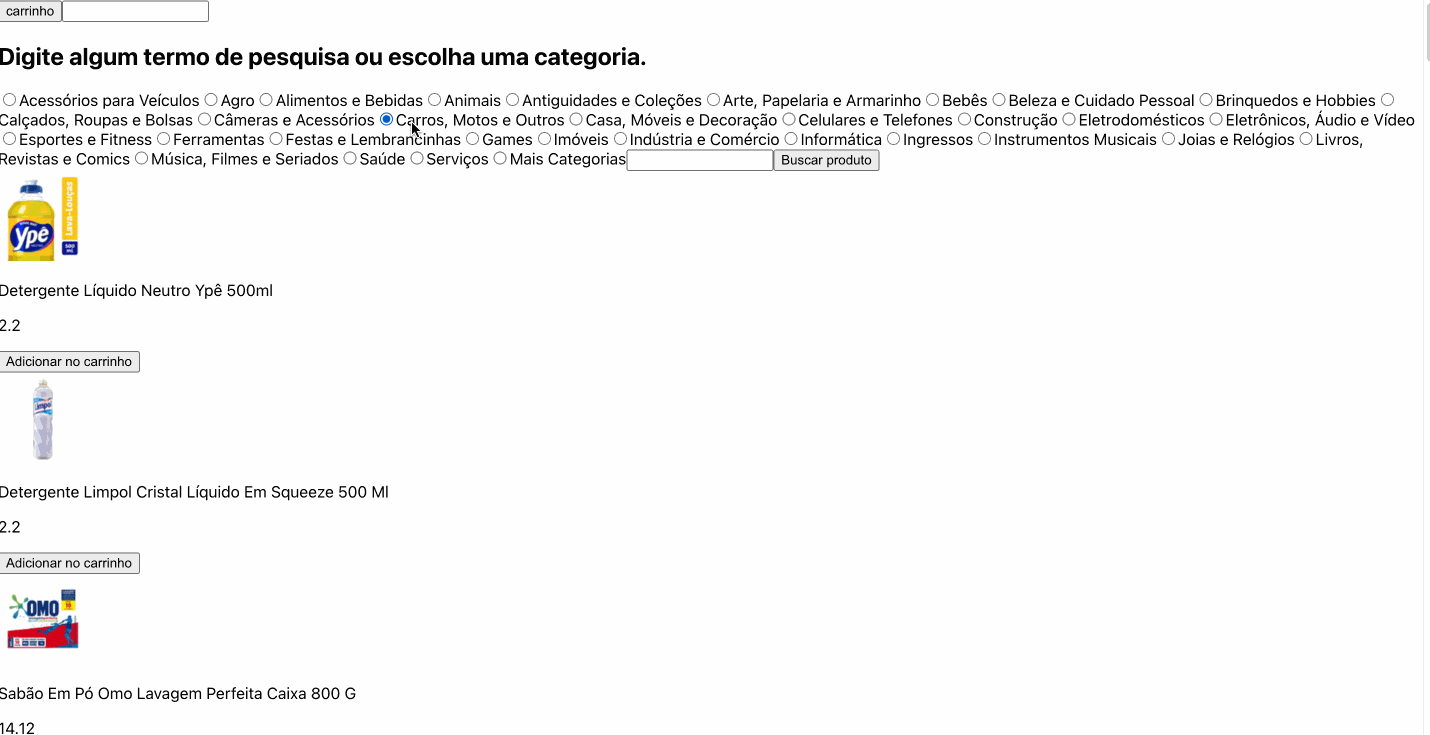 carrinho
Digite algum termo de pesquisa ou escolha uma categoria.
Acessórios para Veículos Agro Alimentos e Bebidas Animais Antiguidades e Coleções Arte, Papelaria e Armarinho Bebês Beleza e Cuidado Pessoal Brinquedos e Hobbies
Calçados, Roupas e Bolsas Câmeras e Acessórios Carros, Motos e Outros Casa, Móveis e Decoração Celulares e Telefones Construção Eletrodomésticos Eletrônicos, Áudio e Vídeo
Esportes e Fitness Ferramentas Festas e Lembrancinhas Games Imóveis Indústria e Comércio Informática Ingressos Instrumentos Musicais Joias e Relógios Livros,
Revistas e Comics Música, Filmes e Seriados Saúde Serviços Mais Categorias Buscar produto
Lava-Louças
Ypê
500
ML
Detergente Líquido Neutro Ypê 500ml
2.2
Adicionar no carrinho
Limpol
Detergente Limpol Cristal Líquido Em Squeeze 500 Ml
2.2
Adicionar no carrinho
OMO
Sabão Em Pó Omo Lavagem Perfeita Caixa 800 G
14.12